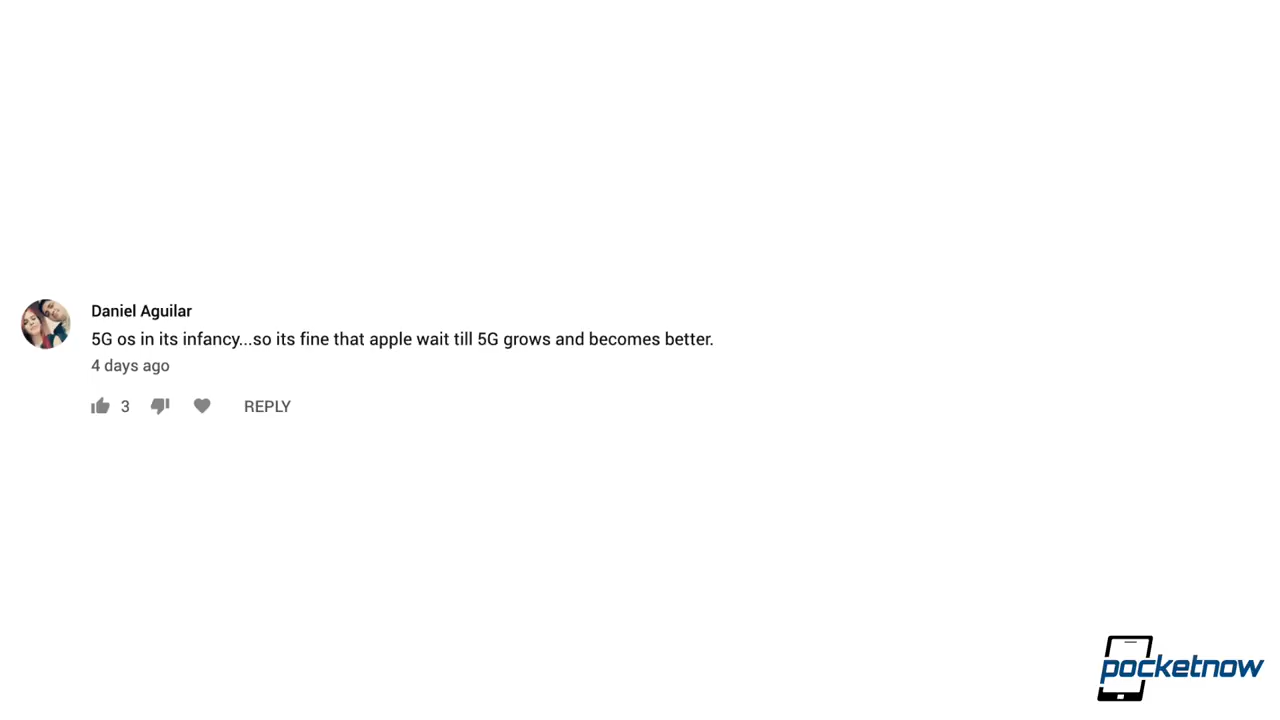 Daniel Aguilar
5G os in its infancy...so its fine that apple wait till 5G grows and becomes better.
4 days ago
3 REPLY
pocketnow